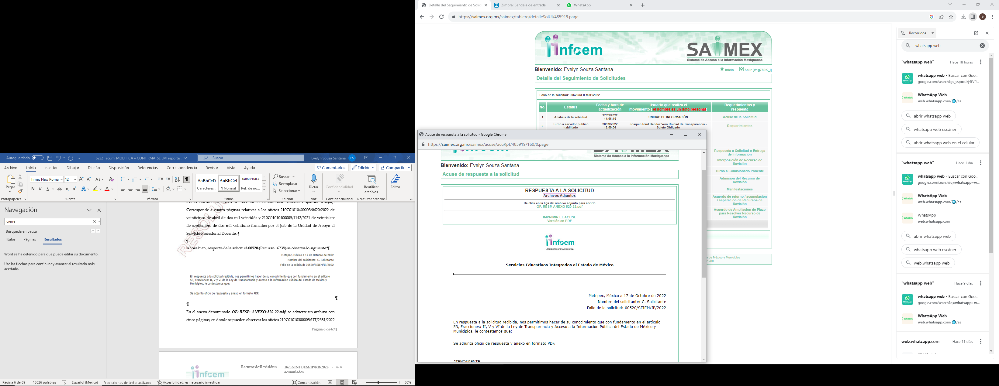 Autoguardado
16232 _acum_MODIFICA y CONFIRMA_SEIEM_reporte...
Buscar
Evelyn Souza Santana
ES
Archivo Inicio Insertar Dibujar Diseño Disposición Referencias Correspondencia Revisar Vista Ayuda
Comentarios
Edición
Compartir
Pegar
Times New Roma
12
Aa
N K S ab x₂ x²
AaBbCcD
AaBbCcI
AaBbCcDdEe
Caracteres...
¶ Normal
Ref. de no...
Buscar
Reemplazar
Seleccionar
Dictar
Confidencialidad
Reutilizar archivos
Editor
Portapapeles
Fuente
Párrafo
Estilos
Edición
Voz
Confidencialidad
Reutilizar archivos
Navegación
cierre
Búsqueda en pausa
Títulos Páginas Resultados
Word se ha detenido para que pueda editar su documento.
Use las flechas para continuar y avanzar al resultado más
acertado.
Como documento anexo se observa el denominado Anexos respuesta 518.pdf:
Corresponde a cuatro páginas relativas a los oficios 210C0101040000S/0620/2022 de
veinticinco de abril de dos mil veintidós y 210C0101040000S/1142/2021 de veintisiete
de septiembre de dos mil veintiuno firmados por el Jefe de la Unidad de Apoyo al
Servicio Profesional Docente. ¶
¶
Ahora bien, respecto de la solicitud 00520 (Recurso 16238) se observa lo siguiente:¶
Metepec, México a 17 de Octubre de 2022
Nombre del solicitante: C. Solicitante
Folio de la solicitud: 00520/SEIEM/IP/2022
En respuesta a la solicitud recibida, nos permitimos hacer de su conocimiento que con fundamento en el artículo
53, Fracciones: II, V y VI de la Ley de Transparencia y Acceso a la Información Pública del Estado de México y
Municipios, le contestamos que:
Se adjunta oficio de respuesta y anexo en formato PDF.
¶
¶
En el anexo denominado OF. RESP. ANEXO 520-22.pdf. se advierte un archivo con
cinco páginas, en donde se pueden observar los oficios 210C0101030000S/UT/2381/2022
Página 6 de 69¶
RESOLU
infoem
Recurso de Revisión:¤
16232/INFOEM/IP/RR/2022 y ¤
acumulado¤
Página 6 de 69
13026 palabras
Español (México)
Predicciones de texto: activado
Accesibilidad: es necesario investigar
Concentración
80%
Detalle del Seguimiento de Solic
Zimbra: Bandeja de entrada
WhatsApp
https://saimex.org.mx/saimex/tablero/detalleSolUI/485919.page
e
infoem
SAIMEX
Sistema de Acceso a la Información Mexiquense
Bienvenido: Evelyn Souza Santana
Inicio
Salir [V1g789K_I]
Detalle del Seguimiento de Solicitudes
Folio de la solicitud: 00520/SEIEM/IP/2022
No.
Estatus
Fecha y hora de
actualización
Usuario que realiza el
movimiento ( el nombre es un dato personal)
Requerimientos y
respuesta
1
Análisis de la solicitud
27/09/2022
14:56:15
UNIDAD DE INFORMACIÓN
Acuse de la Solicitud
2
Turno a servidor público
habilitado
28/09/2022
13:59:06
Joaquín Raúl Benítez Vera Unidad de Transparencia -
Sujeto Obligado
Requerimientos
Respuesta a Solicitud o Entrega
de Información
Interposición de Recurso de
Revisión
Turno a Comisionado Ponente
Admisión del Recurso de
Revisión
Manifestaciones
Acuerdo de returno / acumulación
/ separación de Recursos de
Revisión
Acuerdo de Ampliacion de Plazo
para Resolver Recurso de
Revisión
o de México y Municipios
1980
Acuse de respuesta a la solicitud - Google Chrome
https://saimex.org.mx/saimex/acuse/acuRpt/485919/160/0.page
Sistema de Acceso a la Información Mexiquense
Bienvenido: Evelyn Souza Santana
Acuse de respuesta a la solicitud
RESPUESTA A LA SOLICITUD
Archivos Adjuntos
De click en la liga del archivo adjunto para abrirlo
OF. RESP. ANEXO 520-22.pdf
IMPRIMIR EL ACUSE
Versión en PDF
infoem
Servicios Educativos Integrados al Estado de México
Metepec, México a 17 de Octubre de 2022
Nombre del solicitante: C. Solicitante
Folio de la solicitud: 00520/SEIEM/IP/2022
En respuesta a la solicitud recibida, nos permitimos hacer de su conocimiento que con fundamento en el artículo
53, Fracciones: II, V y VI de la Ley de Transparencia y Acceso a la Información Pública del Estado de México y
Municipios, le contestamos que:
Se adjunta oficio de respuesta y anexo en formato PDF.
ATENTAMENTE
Recorridos
whatsapp web
"whatsapp web"
Hace 18 horas
whatsapp web - Buscar con Goo...
google.com/search?gs_ssp=eJzj4tVP...
WhatsApp Web
web.whatsapp.com/🌐/es
abrir whatsapp web
whatsapp web escáner
abrir whatsapp web en el celular
"whatsapp web"
Hace 1 día
whatsapp web - Buscar con Goo...
google.com/search?q=whatsapp+w...
WhatsApp Web
web.whatsapp.com/🌐/es
WhatsApp
web.whatsapp.com
abrir whatsapp web
whatsapp web escáner
web.whatsapp web
"whatsapp web"
Hace 9 días
whatsapp web - Buscar con Goo...
google.com/search?q=whatsapp+w...
WhatsApp Web
web.whatsapp.com/🌐/es
web.whatsapp.com
Hace 11 días